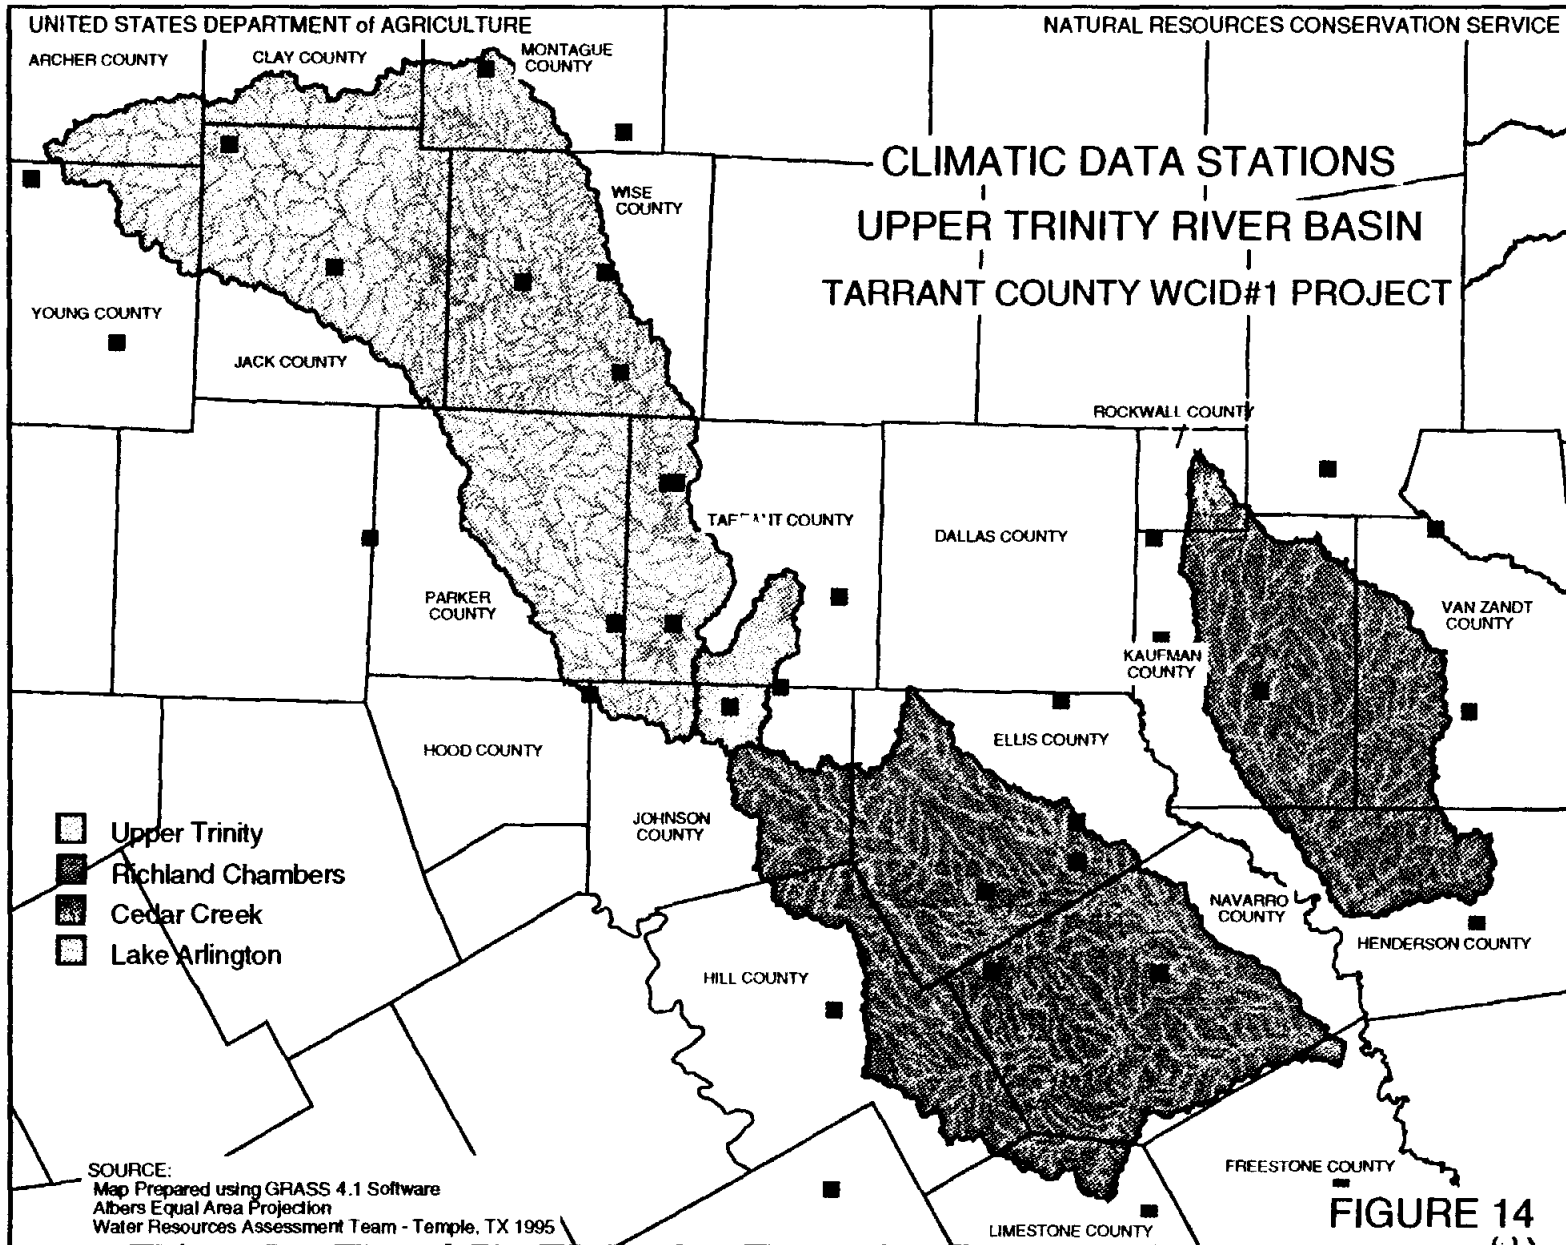 UNITED STATES DEPARTMENT of AGRICULTURE
NATURAL RESOURCES CONSERVATION SERVICE
ARCHER COUNTY
CLAY COUNTY
MONTAGUE
COUNTY
CLIMATIC DATA STATIONS
UPPER TRINITY RIVER BASIN
TARRANT COUNTY WCID#1 PROJECT
WISE
COUNTY
YOUNG COUNTY
JACK COUNTY
ROCKWALL COUNTY
COUNTY
DALLAS COUNTY
PARKER
COUNTY
VAN ZANDT
COUNTY
KAUFMAN
COUNTY
HOOD COUNTY
ELLIS COUNTY
JOHNSON
COUNTY
Upper Trinity
Richland Chambers
Cedar Creek
Lake Arlington
NAVARRO
COUNTY
HENDERSON COUNTY
HILL COUNTY
FREESTONE COUNTY
LIMESTONE COUNTY
SOURCE:
Map Prepared using GRASS 4.1 Software
Albers Equal Area Projection
Water Resources Assessment Team - Temple, TX 1995
FIGURE 14